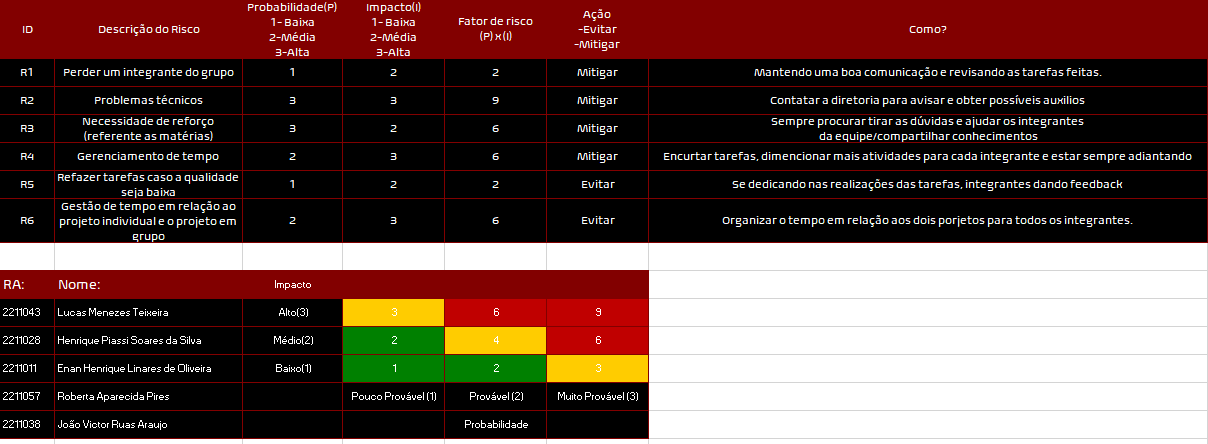 ID
Descrição do Risco
Probabilidade(P)
1- Baixa
2-Média
3-Alta
Impacto(I)
1- Baixa
2-Média
3-Alta
Fator de risco
(P) x (I)
Ação
-Evitar
-Mitigar
Como?
R1 Perder um integrante do grupo 1 2 2 Mitigar Mantendo uma boa comunicação e revisando as tarefas feitas.
R2 Problemas técnicos 3 3 9 Mitigar Contatar a diretoria para avisar e obter possíveis auxilios
R3
Necessidade de reforço
(referente as matérias)
3 2 6 Mitigar
Sempre procurar tirar as dúvidas e ajudar os integrantes
da equipe/compartilhar conhecimentos
R4 Gerenciamento de tempo 2 3 6 Mitigar Encurtar tarefas, dimencionar mais atividades para cada integrante e estar sempre adiantando
R5
Refazer tarefas caso a qualidade
seja baixa
1 2 2 Evitar Se dedicando nas realizações das tarefas, integrantes dando feedback
R6
Gestão de tempo em relação ao
projeto individual e o projeto em
grupo
2 3 6 Evitar Organizar o tempo em relação aos dois porjetos para todos os integrantes.
RA: Nome: Impacto
2211043 Lucas Menezes Teixeira Alto(3) 3 6 9
2211028 Henrique Piassi Soares da Silva Médio(2) 2 4 6
2211011 Enan Henrique Linares de Oliveira Baixo(1) 1 2 3
2211057 Roberta Aparecida Pires Pouco Provável (1) Provável (2) Muito Provável (3)
2211038 João Victor Ruas Araujo Probabilidade